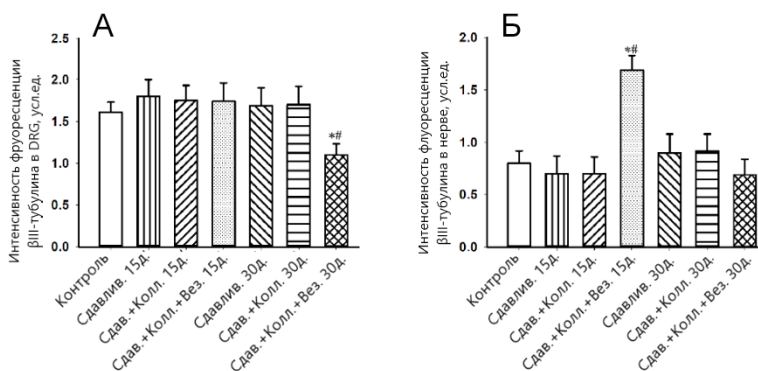 А
Интенсивность фруоресценции
βIII-тубулина в DRG, усл.ед.
2.5
2.0
1.5
1.0
0.5
0.0
*#
Контроль
Сдавлив. 15д.
Сдав.+Колл. 15д.
Сдав.+Колл.+Вез. 15д.
Сдавлив. 30д.
Сдав.+Колл. 30д.
Сдав.+Колл.+Вез. 30д.
Б
Интенсивность флуоресценции
βIII-тубулина в нерве, усл.ед.
2.0
1.5
1.0
0.5
0.0
*#
Контроль
Сдавлив. 15д.
Сдав.+Колл. 15д.
Сдав.+Колл.+Вез. 15д.
Сдавлив. 30д.
Сдав.+Колл. 30д.
Сдав.+Колл.+Вез. 30д.